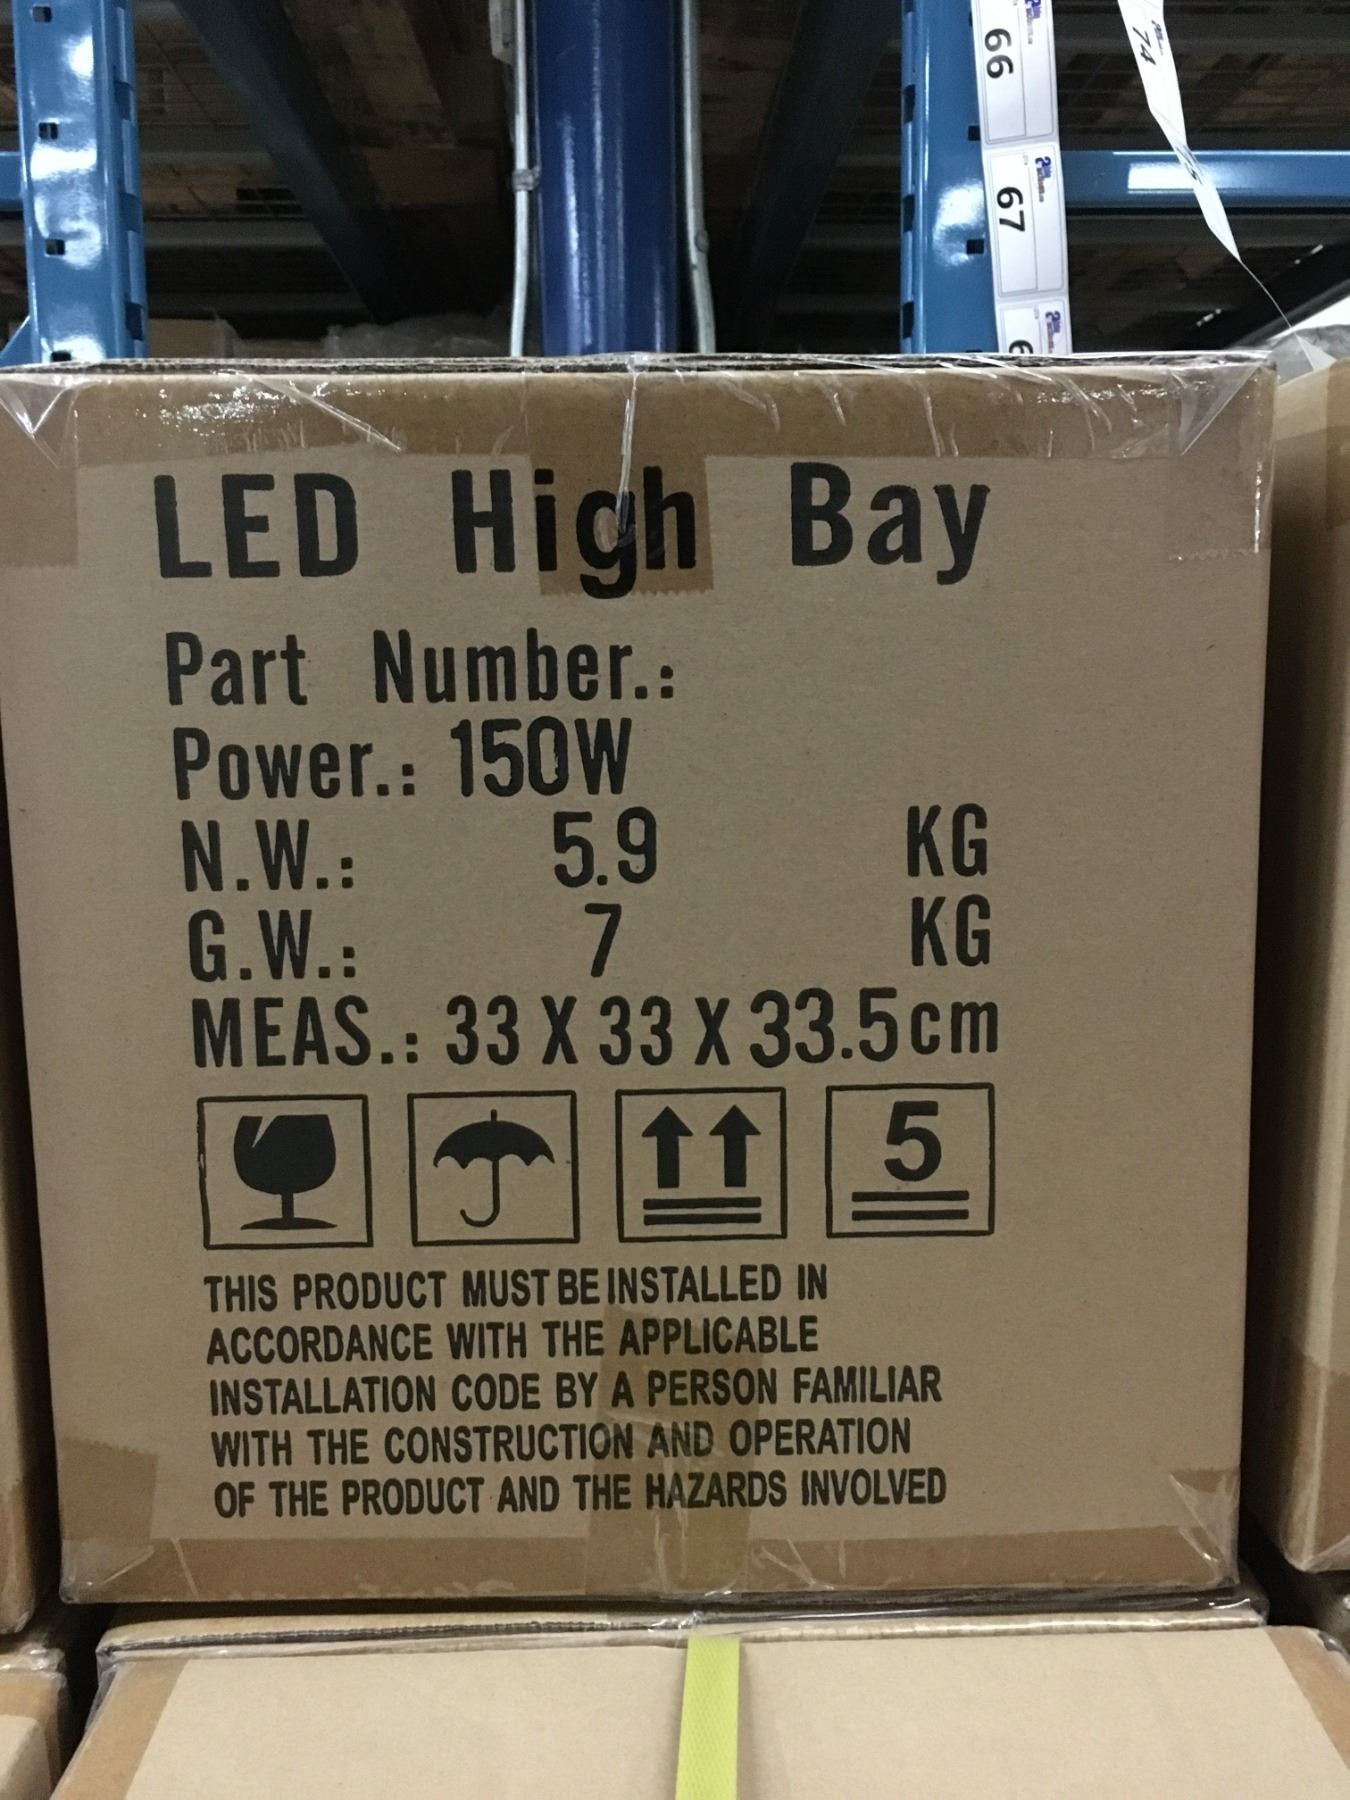 66
74
67
LED High Bay
Part Number.:
Power.: 150W
N.W.: 5.9 KG
G.W.: 7 KG
MEAS.: 33 X 33 X 33.5cm
5
THIS PRODUCT MUST BE INSTALLED IN
ACCORDANCE WITH THE APPLICABLE
INSTALLATION CODE BY A PERSON FAMILIAR
WITH THE CONSTRUCTION AND OPERATION
OF THE PRODUCT AND THE HAZARDS INVOLVED